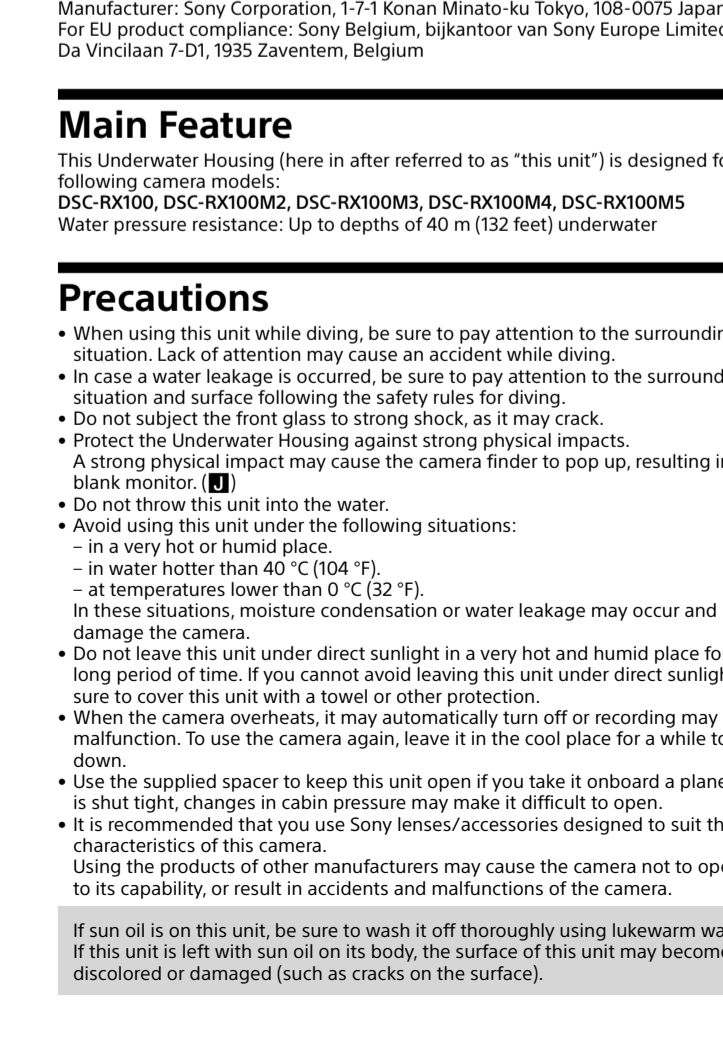 Manufacturer: Sony Corporation, 1-7-1 Konan Minato-ku Tokyo, 108-0075 Japan
For EU product compliance: Sony Belgium, bijkantoor van Sony Europe Limited
Da Vincilaan 7-D1, 1935 Zaventem, Belgium
Main Feature
This Underwater Housing (here in after referred to as “this unit”) is designed
following camera models:
DSC-RX100, DSC-RX100M2, DSC-RX100M3, DSC-RX100M4, DSC-RX100M5
Water pressure resistance: Up to depths of 40 m (132 feet) underwater
Precautions
• When using this unit while diving, be sure to pay attention to the
situation. Lack of attention may cause an accident while diving.
• In case a water leakage is occurred, be sure to pay attention to the
situation and surface following the safety rules for diving.
• Do not subject the front glass to strong shock, as it may crack.
• Protect the Underwater Housing against strong physical impacts.
A strong physical impact may cause the camera finder to pop up, resulting
blank monitor. (J)
• Do not throw this unit into the water.
• Avoid using this unit under the following situations:
– in a very hot or humid place.
– in water hotter than 40 °C (104 °F).
– at temperatures lower than 0 °C (32 °F).
In these situations, moisture condensation or water leakage may occur and
damage the camera.
• Do not leave this unit under direct sunlight in a very hot and humid place
long period of time. If you cannot avoid leaving this unit under direct
sure to cover this unit with a towel or other protection.
• When the camera overheats, it may automatically turn off or recording may
malfunction. To use the camera again, leave it in the cool place for a while
down.
• Use the supplied spacer to keep this unit open if you take it onboard a
is shut tight, changes in cabin pressure may make it difficult to open.
• It is recommended that you use Sony lenses/accessories designed to suit
characteristics of this camera.
Using the products of other manufacturers may cause the camera not to
to its capability, or result in accidents and malfunctions of the camera.
If sun oil is on this unit, be sure to wash it off thoroughly using lukewarm
If this unit is left with sun oil on its body, the surface of this unit may
discolored or damaged (such as cracks on the surface).